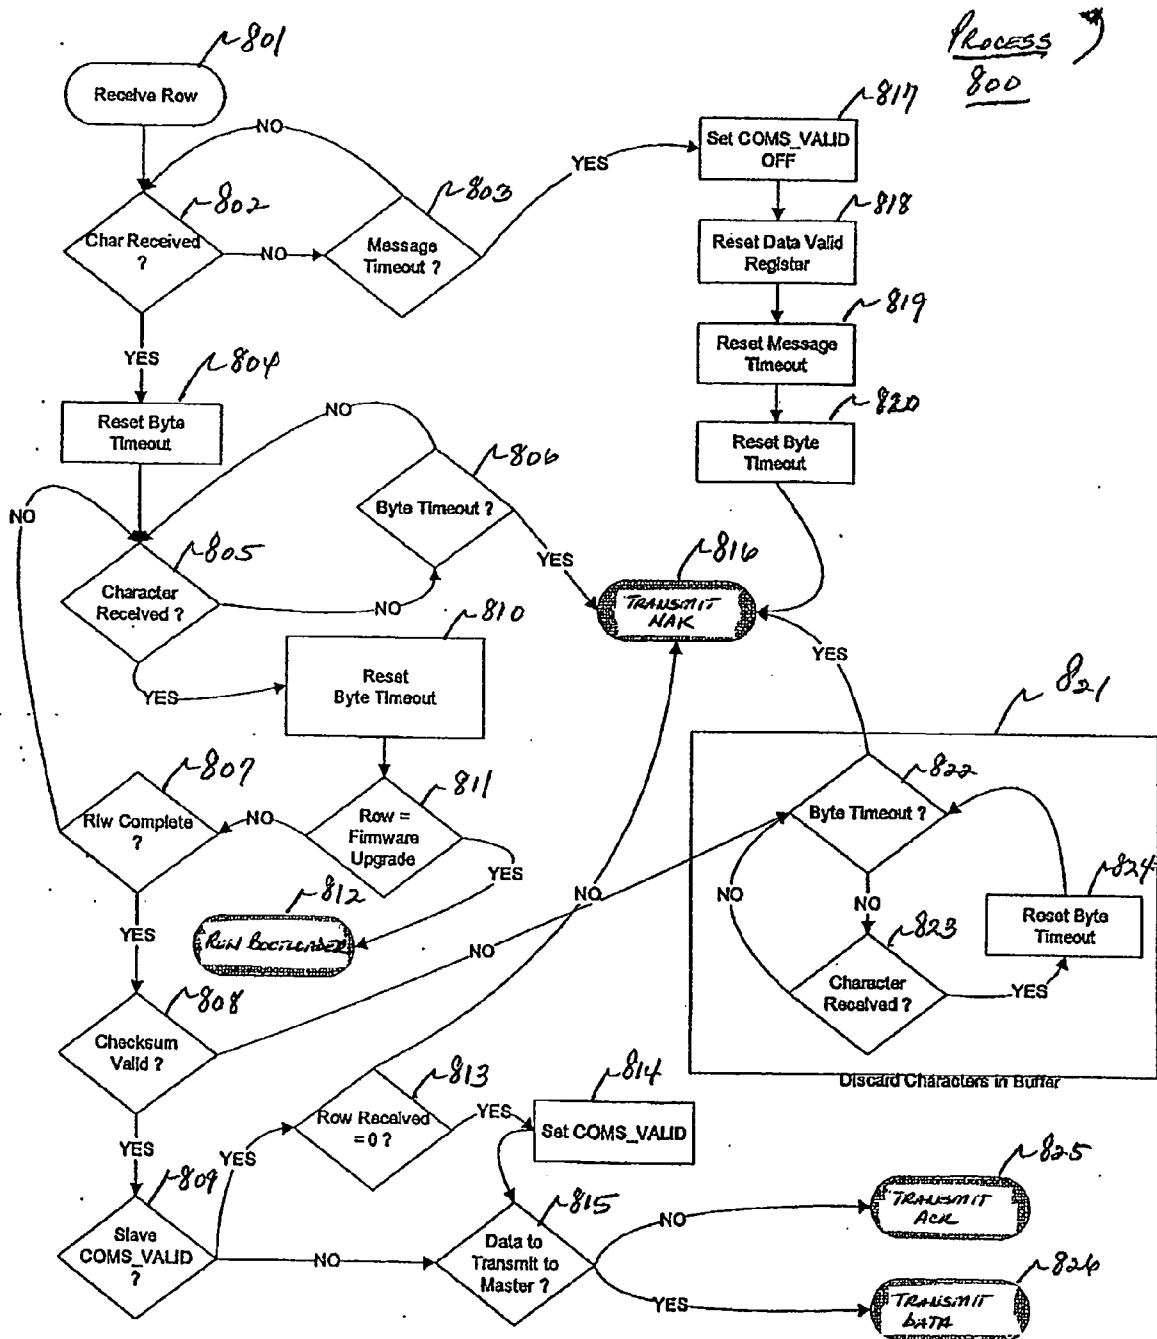 PROCESS
800
~801
Receive Row
NO
~817
Set COMS_VALID
OFF
YES
~802
Char Received
?
NO
~803
Message
Timeout ?
~818
Reset Data Valid
Register
~819
Reset Message
Timeout
YES
~804
Reset Byte
Timeout
NO
~820
Reset Byte
Timeout
~806
Byte Timeout ?
NO
YES
~805
Character
Received ?
NO
~816
TRANSMIT
NAK
~810
Reset
Byte Timeout
YES
YES
~821
~807
Rlw Complete
?
NO
~811
Row =
Firmware
Upgrade
YES
~822
Byte Timeout ?
~812
RUN BOOTLOADER
NO
NO
NO
~824
Reset Byte
Timeout
YES
NO
~823
Character
Received ?
YES
~808
Checksum
Valid ?
Discard Characters in Buffer
~813
Row Received
= 0 ?
YES
~814
Set COMS_VALID
YES
YES
~809
Slave
COMS_VALID
?
NO
~815
Data to
Transmit to
Master ?
NO
~825
TRANSMIT
ACK
YES
~826
TRANSMIT
DATA